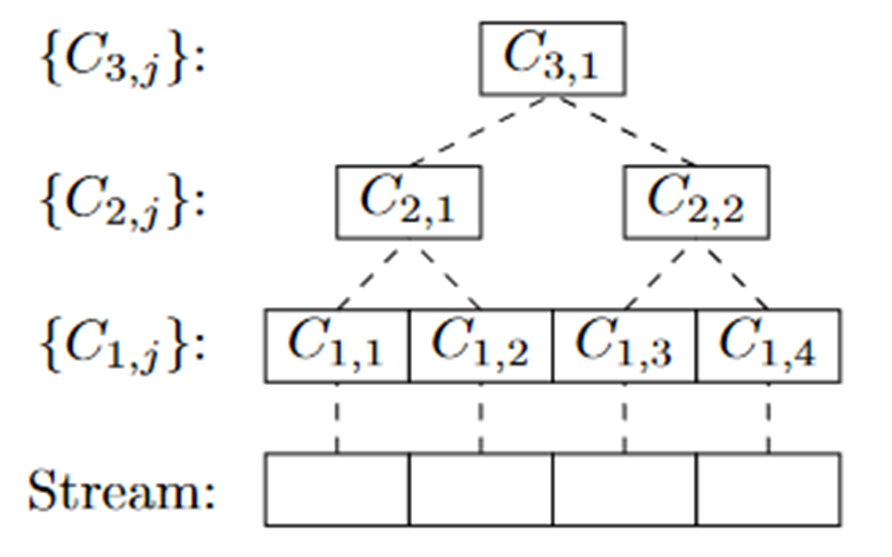 {C3,j}: C3,1
{C2,j}: C2,1 C2,2
{C1,j}: C1,1 C1,2 C1,3 C1,4
Stream: